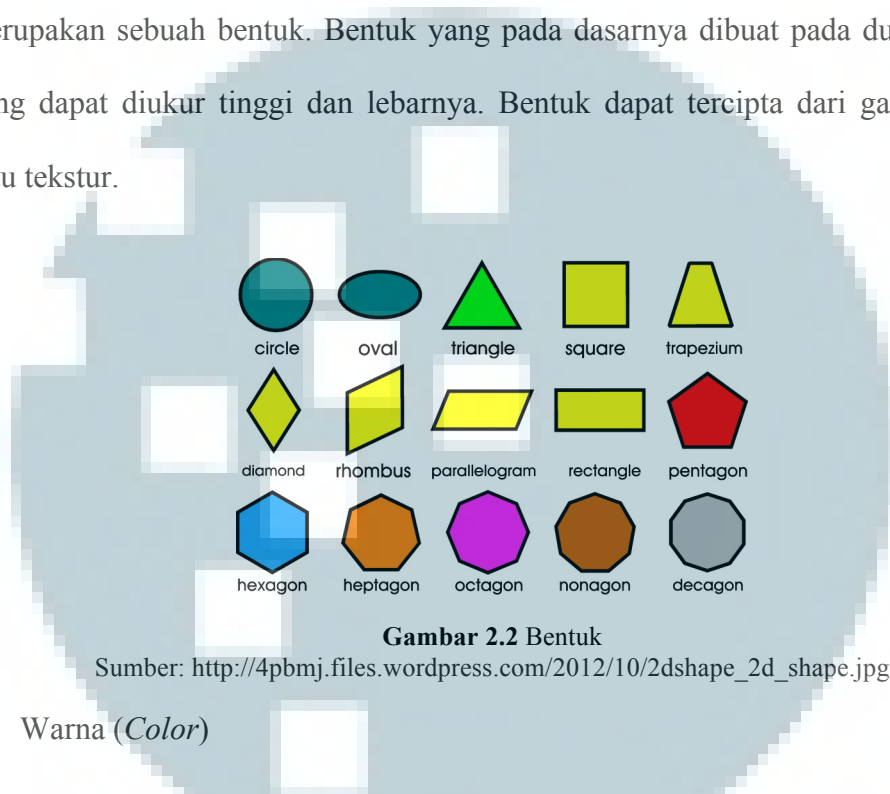 erupakan sebuah bentuk. Bentuk yang pada dasarnya dibuat pada du
ng dapat diukur tinggi dan lebarnya. Bentuk dapat tercipta dari ga
u tekstur.
circle oval triangle square trapezium
diamond rhombus parallelogram rectangle pentagon
hexagon heptagon octagon nonagon decagon
Gambar 2.2 Bentuk
Sumber: http://4pbmj.files.wordpress.com/2012/10/2dshape_2d_shape.jpg
Warna (Color)